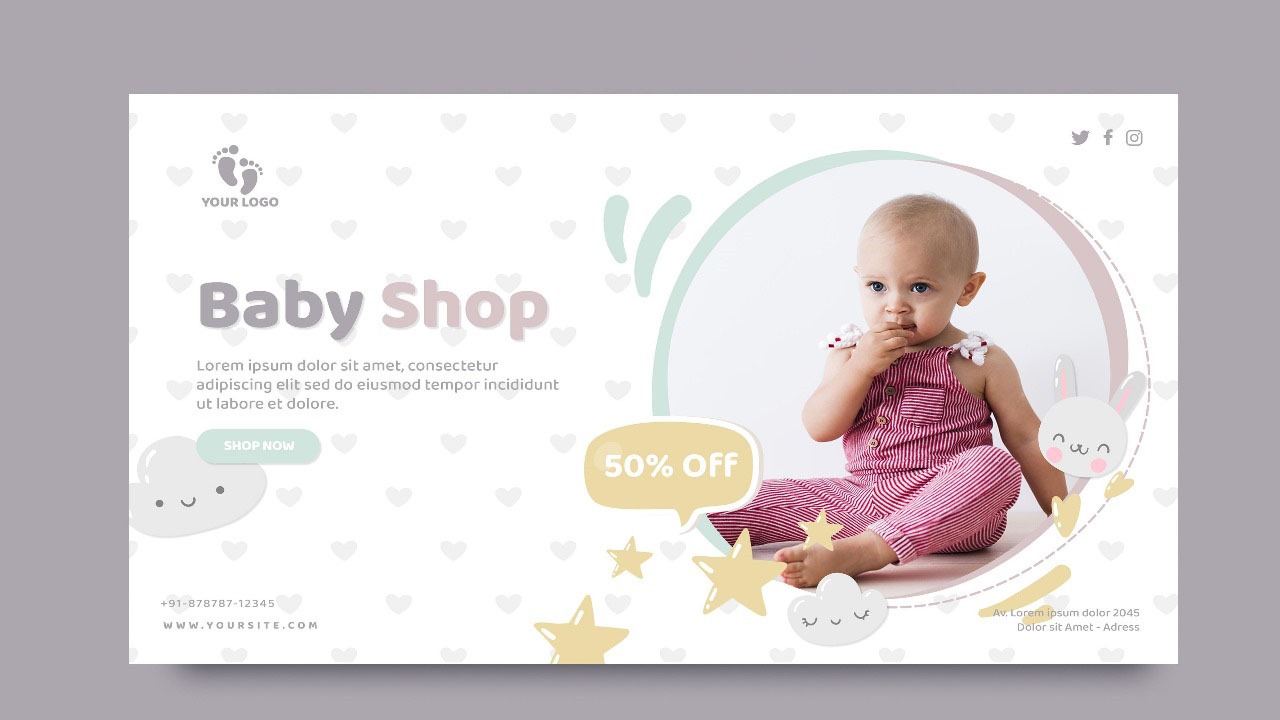 YOUR LOGO
Baby Shop
Lorem ipsum dolor sit amet, consectetur
adipiscing elit sed do eiusmod tempor incididunt
ut labore et dolore.
SHOP NOW
50% Off
+91-878787-12345
WWW.YOURSITE.COM
Av. Lorem ipsum dolor 2045
Dolor sit Amet - Adress